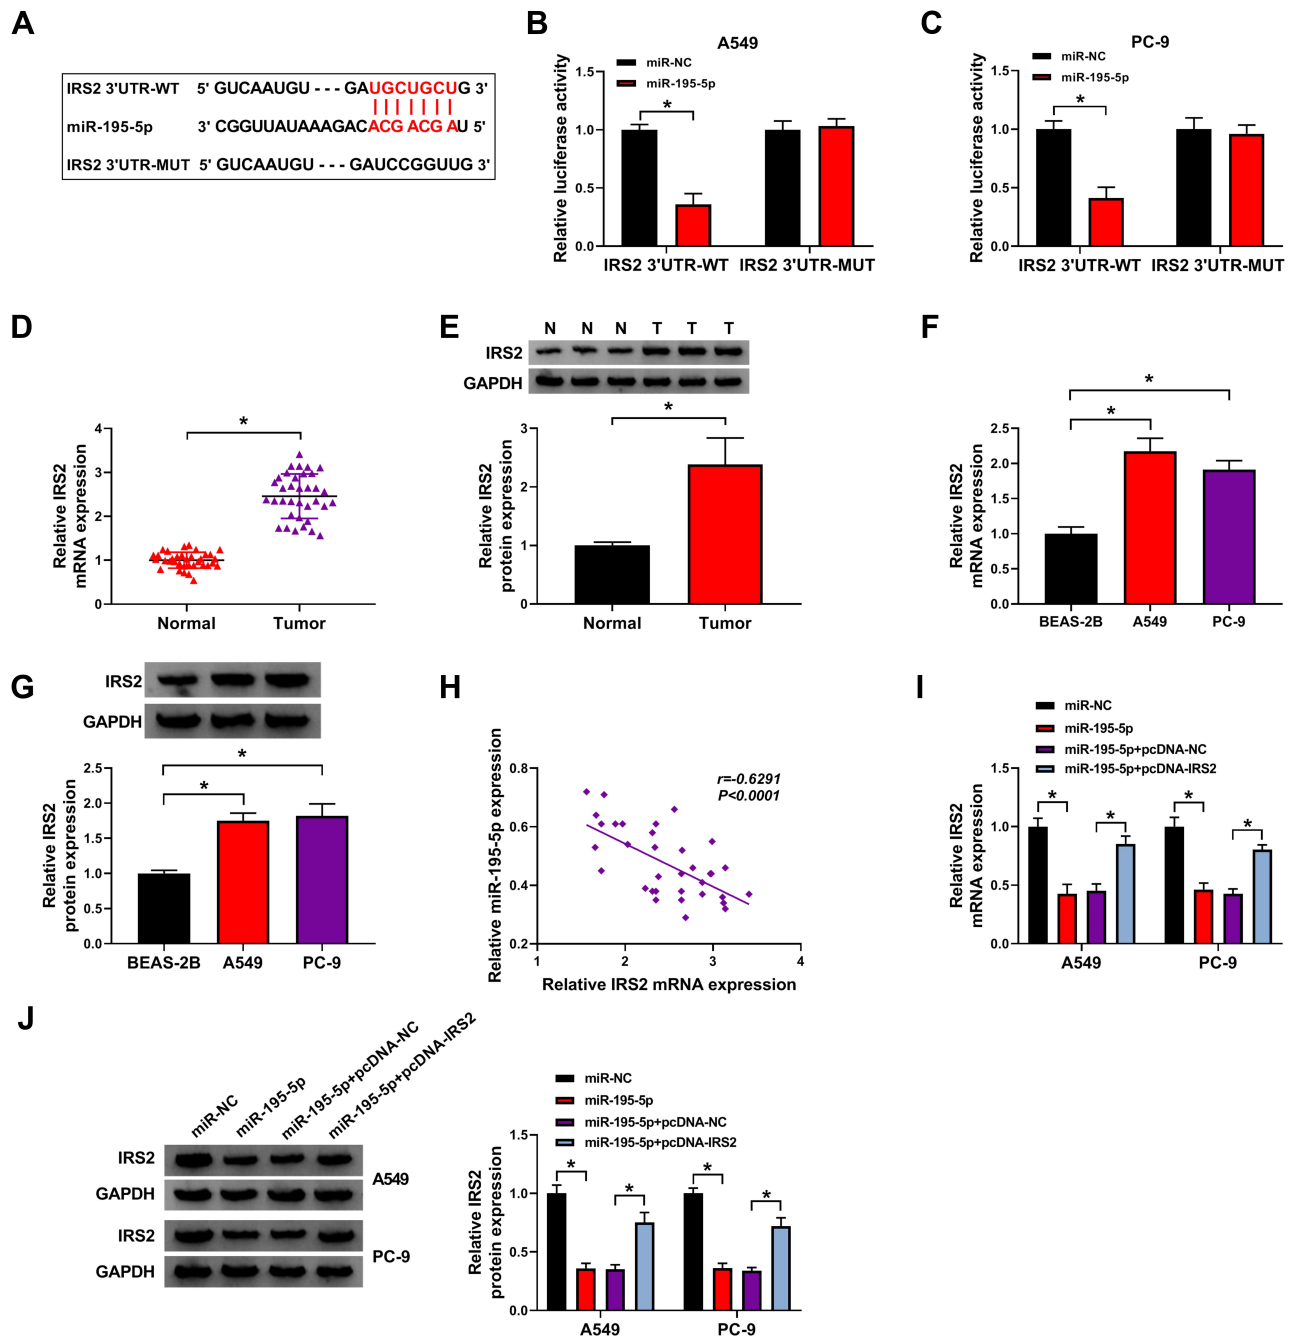 A
IRS2 3'UTR-WT 5' GUCAAUGU - - - GAUGCUGCUG 3'
miR-195-5p 3' CGGUUAUAAAGACACGACGAU 5'
IRS2 3'UTR-MUT 5' GUCAAUGU - - - GAUCCGGUUG 3'
B
A549
miR-NC
miR-195-5p
Relative luciferase activity
1.5
1.0
0.5
0.0
*
IRS2 3'UTR-WT IRS2 3'UTR-MUT
C
PC-9
miR-NC
miR-195-5p
Relative luciferase activity
1.5
1.0
0.5
0.0
*
IRS2 3'UTR-WT IRS2 3'UTR-MUT
D
Relative IRS2
mRNA expression
4
3
2
1
0
*
Normal Tumor
E
N N N T T T
IRS2
GAPDH
Relative IRS2
protein expression
3
2
1
0
*
Normal Tumor
F
Relative IRS2
mRNA expression
2.5
2.0
1.5
1.0
0.5
0.0
*
*
BEAS-2B A549 PC-9
G
IRS2
GAPDH
Relative IRS2
protein expression
2.5
2.0
1.5
1.0
0.5
0.0
*
*
BEAS-2B A549 PC-9
H
Relative miR-195-5p expression
0.8
0.6
0.4
0.2
r=-0.6291
P<0.0001
1 2 3 4
Relative IRS2 mRNA expression
I
miR-NC
miR-195-5p
miR-195-5p+pcDNA-NC
miR-195-5p+pcDNA-IRS2
Relative IRS2
mRNA expression
1.5
1.0
0.5
0.0
* * * *
A549 PC-9
J
miR-NC
miR-195-5p
miR-195-5p+pcDNA-NC
miR-195-5p+pcDNA-IRS2
IRS2
GAPDH
A549
IRS2
GAPDH
PC-9
miR-NC
miR-195-5p
miR-195-5p+pcDNA-NC
miR-195-5p+pcDNA-IRS2
Relative IRS2
protein expression
1.5
1.0
0.5
0.0
* * * *
A549 PC-9